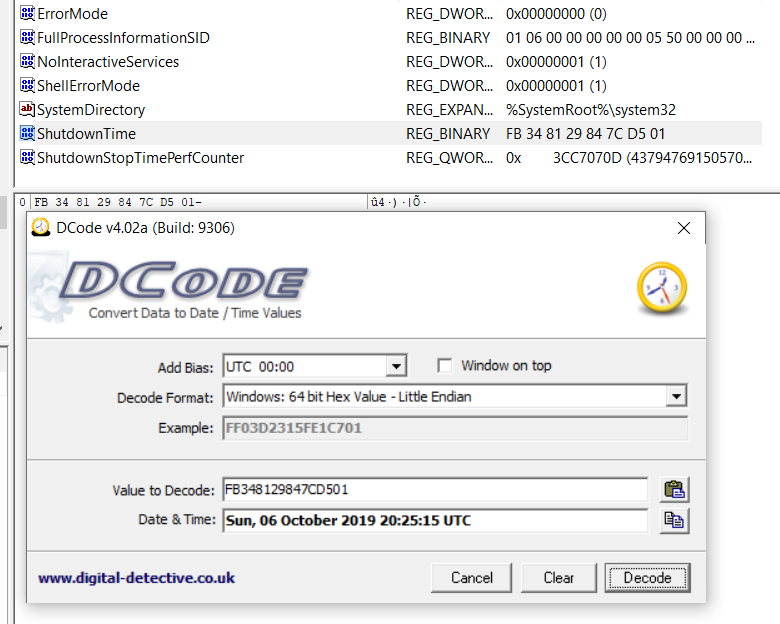 ErrorMode REG_DWOR... 0x00000000 (0)
FullProcessInformationSID REG_BINARY 01 06 00 00 00 00 00 05 50 00 00 00 ...
NoInteractiveServices REG_DWOR... 0x00000001 (1)
ShellErrorMode REG_DWOR... 0x00000001 (1)
ab SystemDirectory REG_EXPAN... %SystemRoot%\system32
ShutdownTime REG_BINARY FB 34 81 29 84 7C D5 01
ShutdownStopTimePerfCounter REG_QWOR... 0x 3CC7070D (43794769150570...
0 FB 34 81 29 84 7C D5 01- û4·)·|Õ·
DCode v4.02a (Build: 9306)
DCODE
Convert Data to Date / Time Values
Add Bias: UTC 00:00 Window on top
Decode Format: Windows: 64 bit Hex Value - Little Endian
Example: FF03D2315FE1C701
Value to Decode: FB348129847CD501
Date & Time: Sun, 06 October 2019 20:25:15 UTC
www.digital-detective.co.uk Cancel Clear Decode